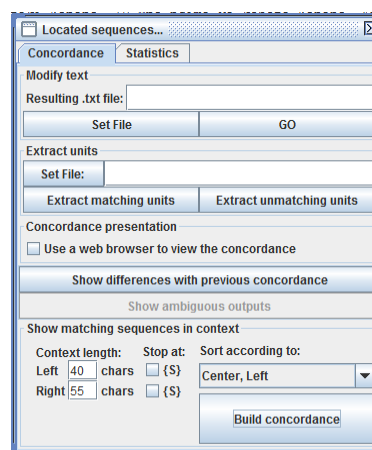 Located sequences...
Concordance Statistics
Modify text
Resulting .txt file:
Set File GO
Extract units
Set File:
Extract matching units Extract unmatching units
Concordance presentation
Use a web browser to view the concordance
Show differences with previous concordance
Show ambiguous outputs
Show matching sequences in context
Context length: Stop at: Sort according to:
Left 40 chars {S} Center, Left
Right 55 chars {S}
Build concordance